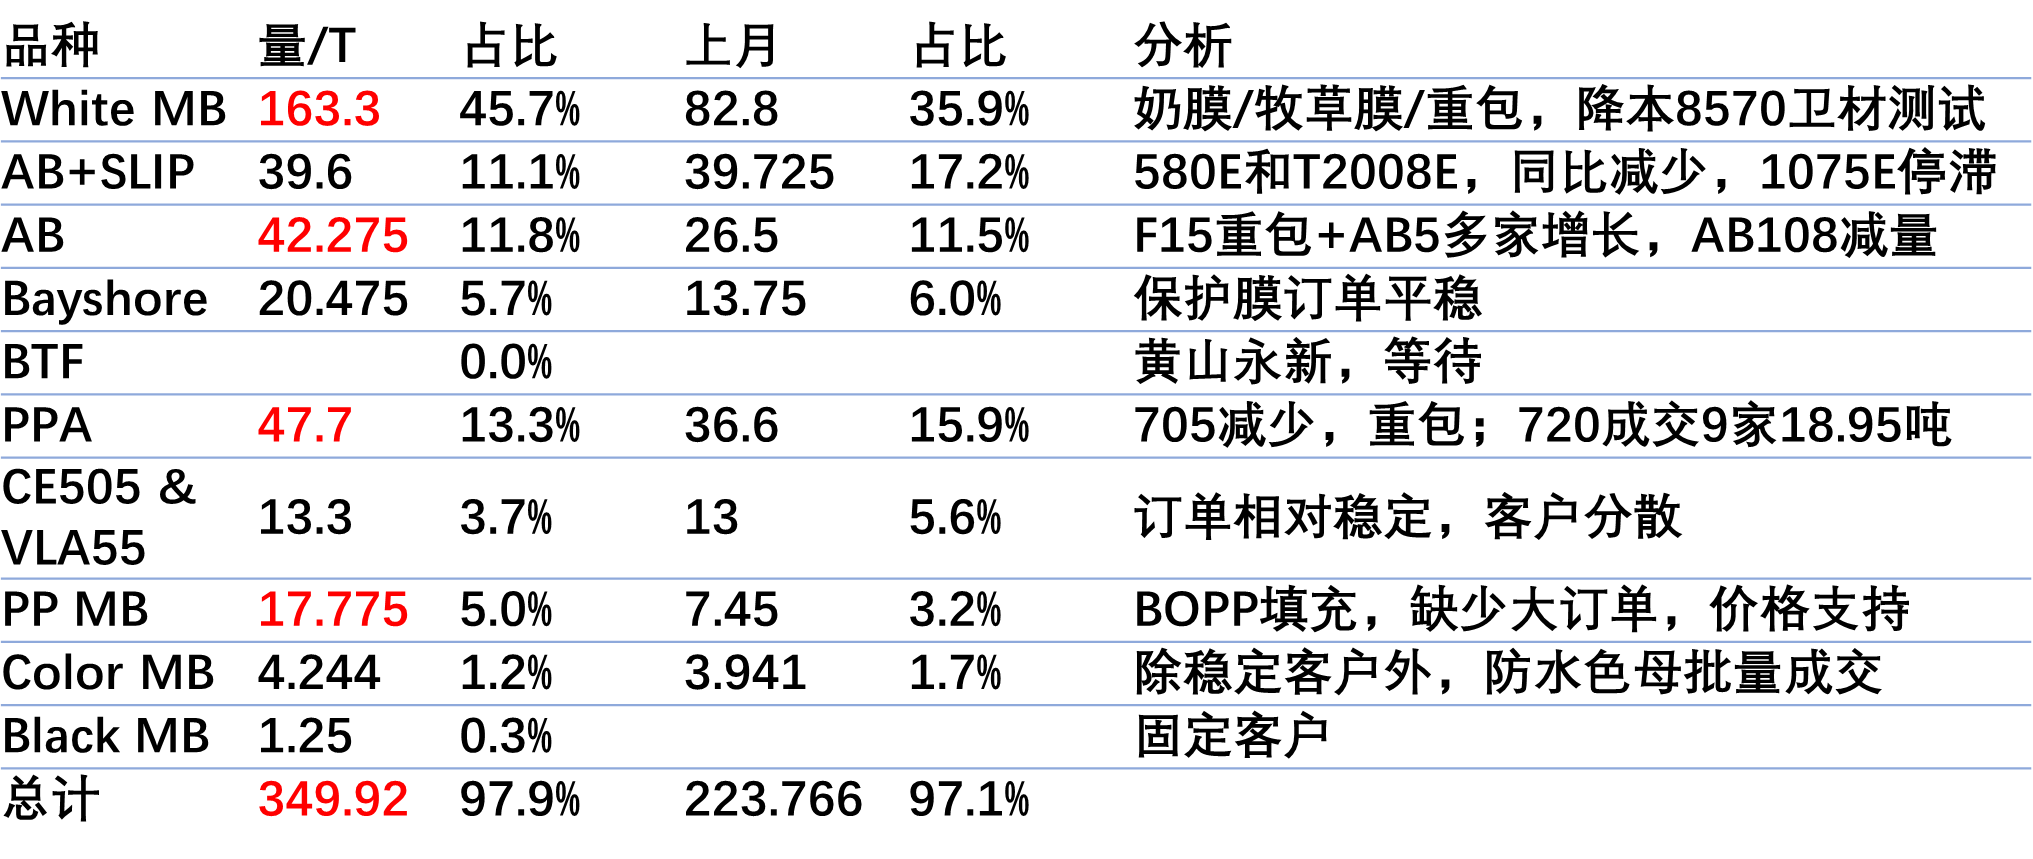 品种 量/T 占比 上月 占比 分析
White MB 163.3 45.7% 82.8 35.9% 奶膜/牧草膜/重包，降本8570卫材测试
AB+SLIP 39.6 11.1% 39.725 17.2% 580E和T2008E，同比减少，1075E停滞
AB 42.275 11.8% 26.5 11.5% F15重包+AB5多家增长，AB108减量
Bayshore 20.475 5.7% 13.75 6.0% 保护膜订单平稳
BTF 0.0% 黄山永新，等待
PPA 47.7 13.3% 36.6 15.9% 705减少，重包；720成交9家18.95吨
CE505 &
VLA55 13.3 3.7% 13 5.6% 订单相对稳定，客户分散
PP MB 17.775 5.0% 7.45 3.2% BOPP填充，缺少大订单，价格支持
Color MB 4.244 1.2% 3.941 1.7% 除稳定客户外，防水色母批量成交
Black MB 1.25 0.3% 固定客户
总计 349.92 97.9% 223.766 97.1%